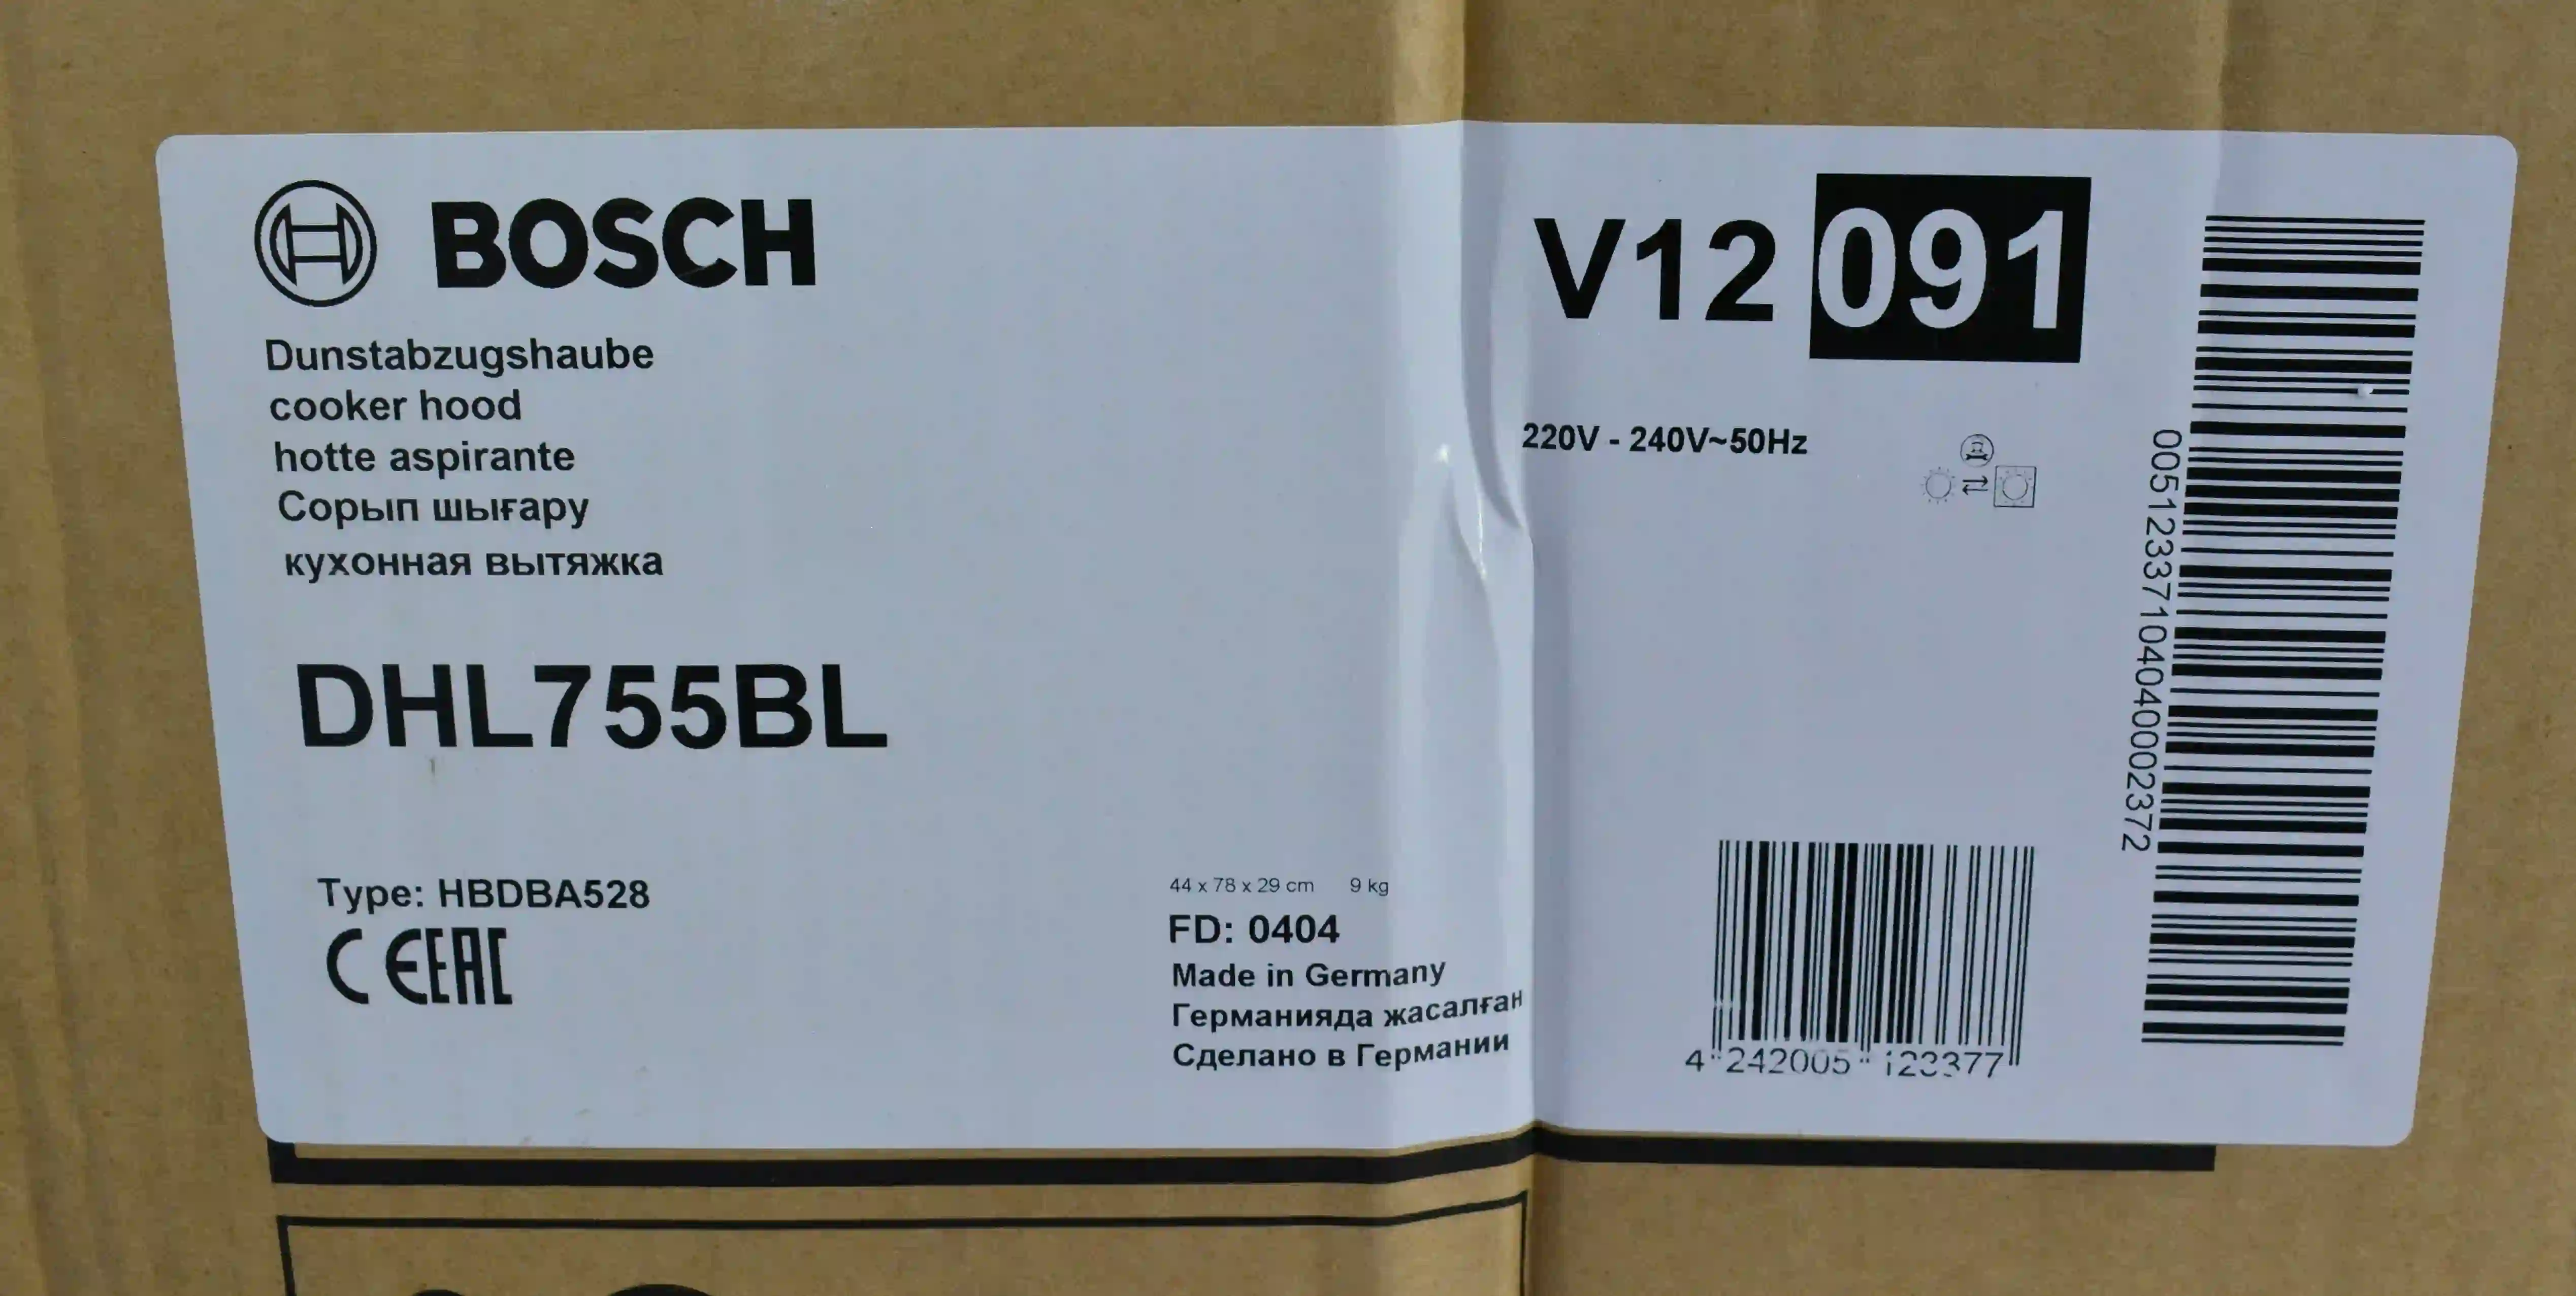 BOSCH
Dunstabzugshaube
cooker hood
hotte aspirante
Сорып шығару
кухонная вытяжка
DHL755BL
Type: HBDBA528
CE EAC
V12 091
220V - 240V~50Hz
44 x 78 x 29 cm 9 kg
FD: 0404
Made in Germany
Германияда жасалған
Сделано в Германии
4 242005 123377
005123371040400002372